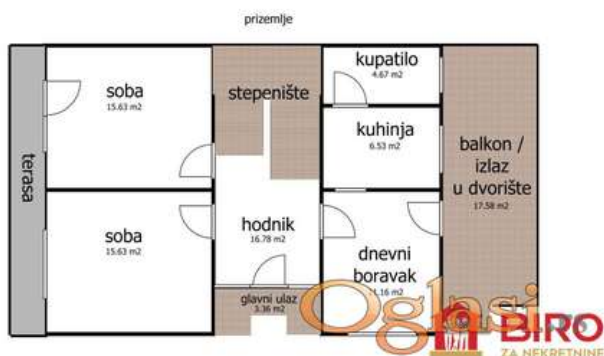 prizemlje
soba
15.63 m2
stepenište
kupatilo
4.67 m2
kuhinja
6.53 m2
balkon /
izlaz
u dvorište
17.58 m2
terasa
soba
15.63 m2
hodnik
16.78 m2
dnevni
boravak
glavni ulaz
3.36 m2
Oglasi
BIRO
ZA NEKRETNINE